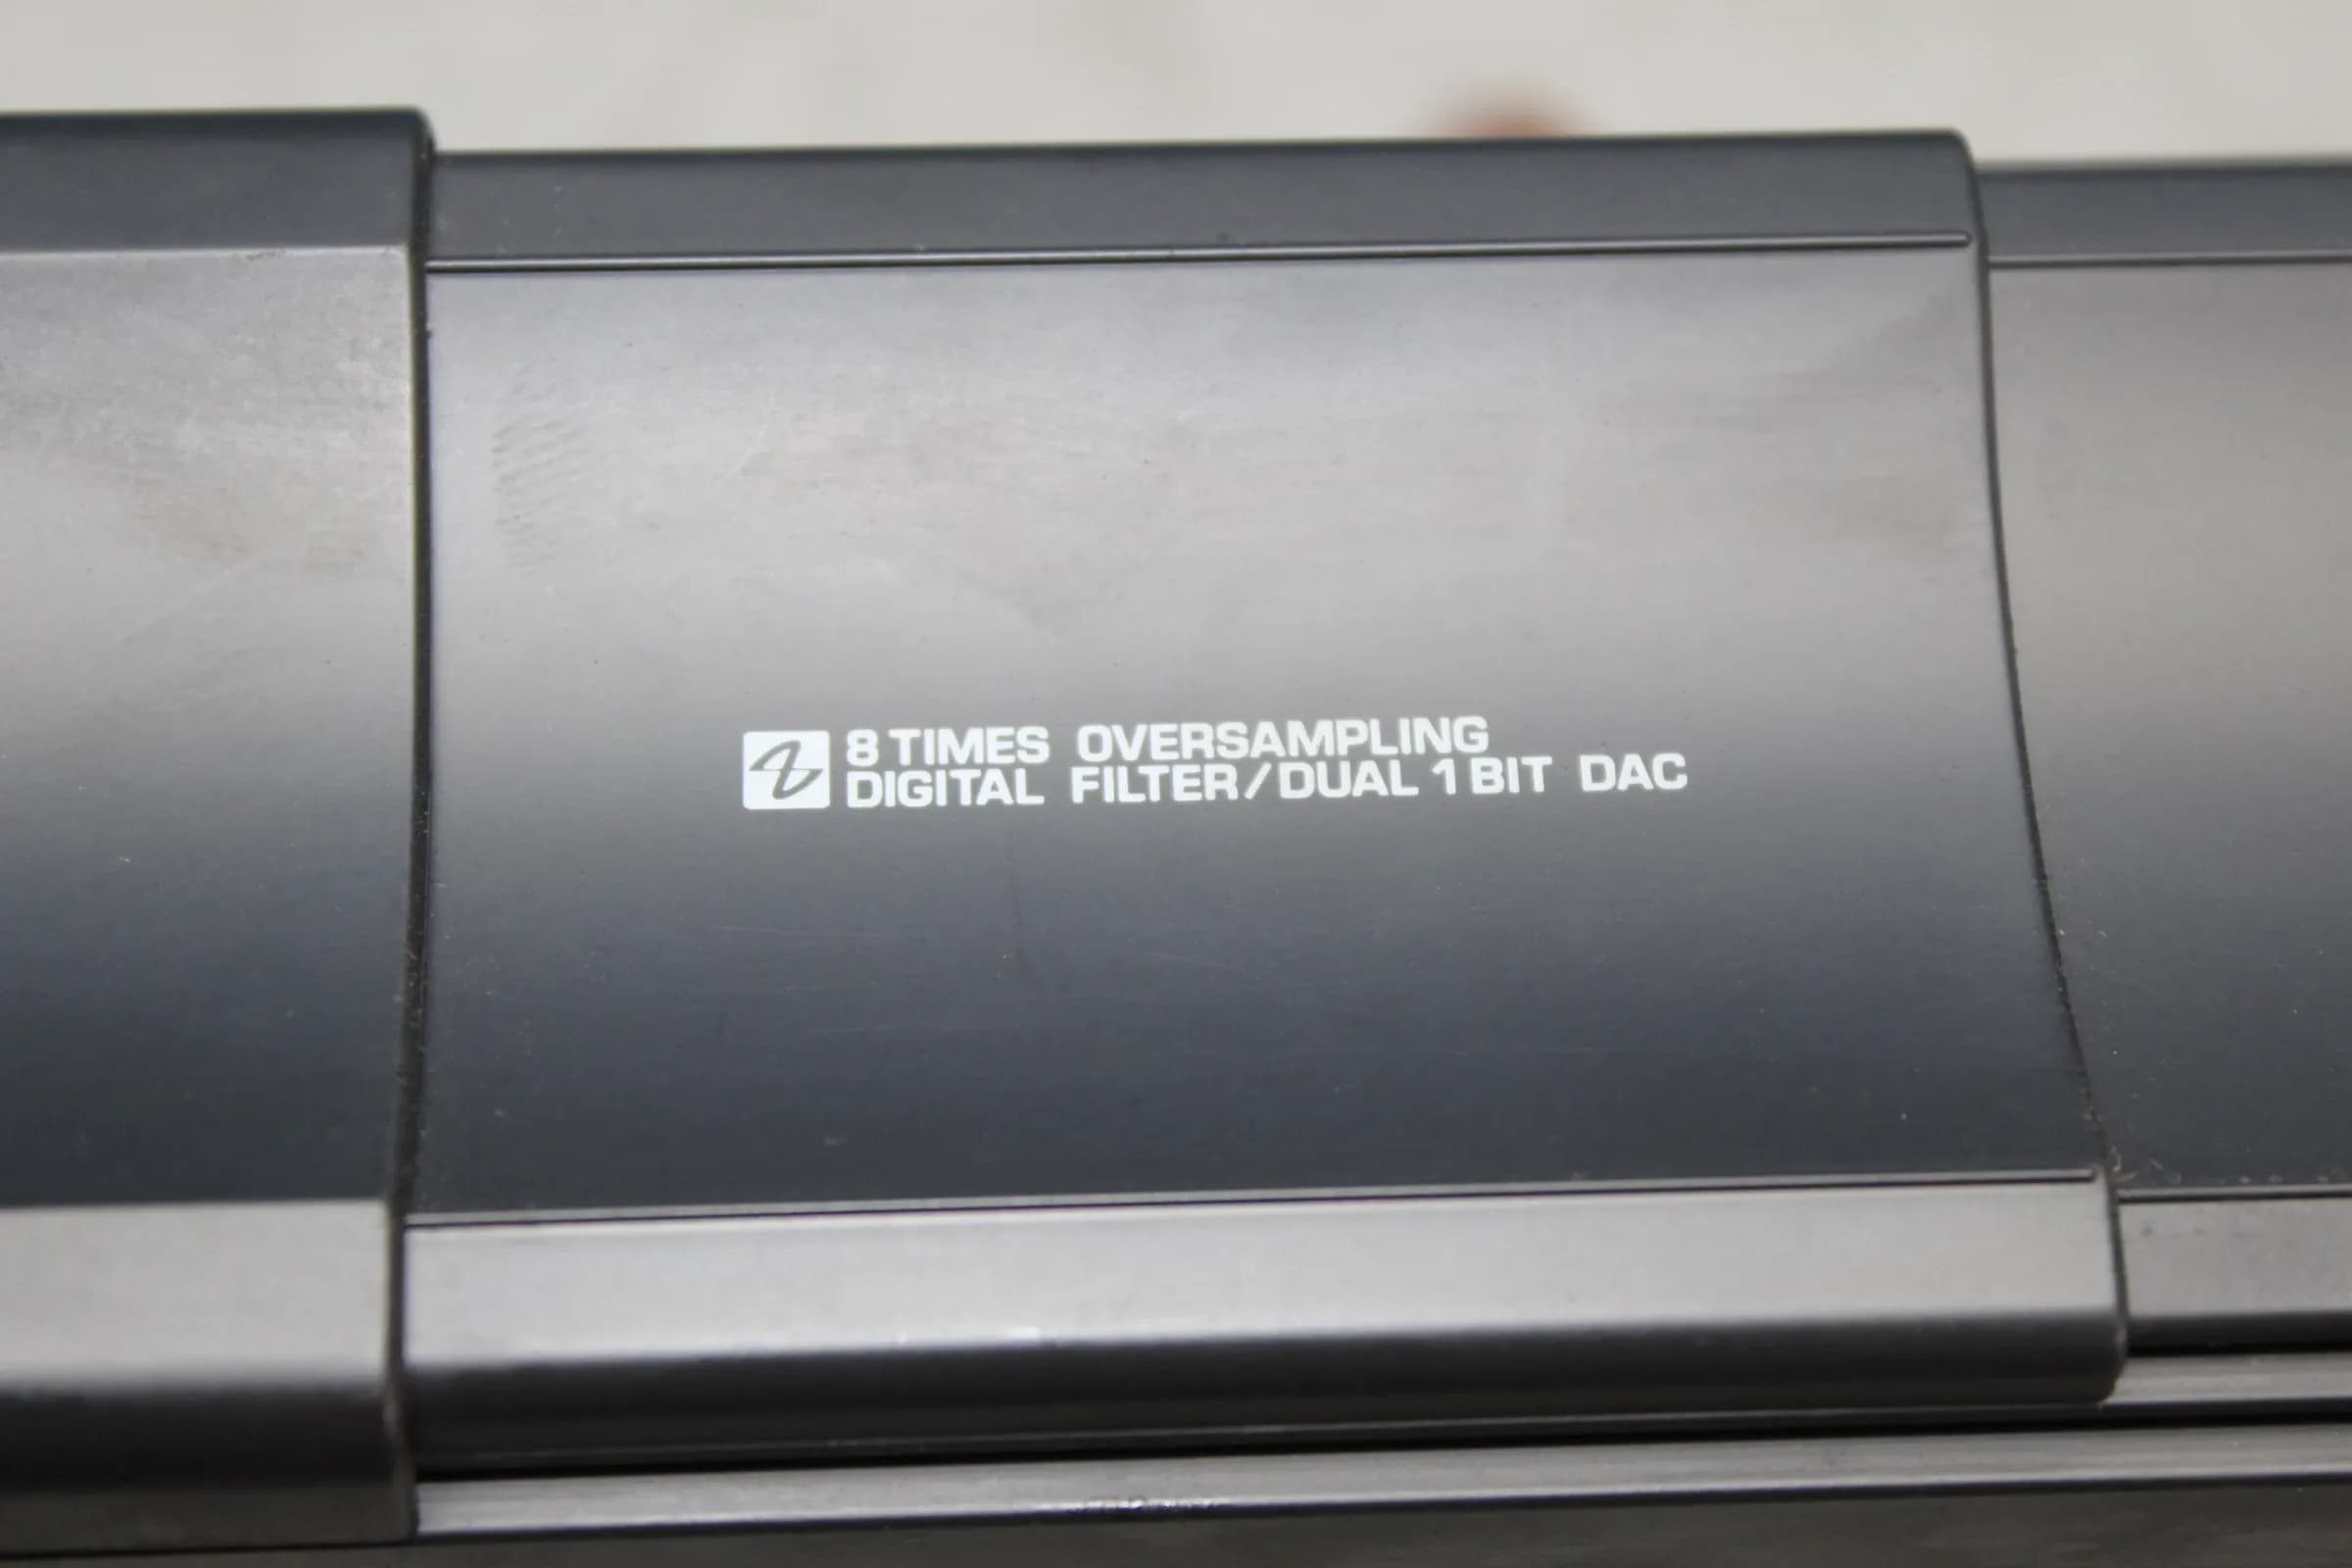 8 TIMES OVERSAMPLING
DIGITAL FILTER/DUAL 1 BIT DAC